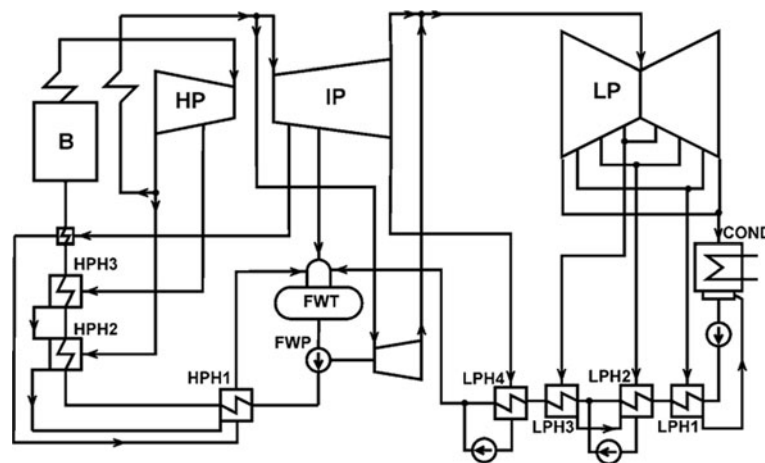 HP
IP
LP
B
COND
HPH3
FWT
HPH2
FWP
HPH1
LPH4
LPH2
LPH3
LPH1